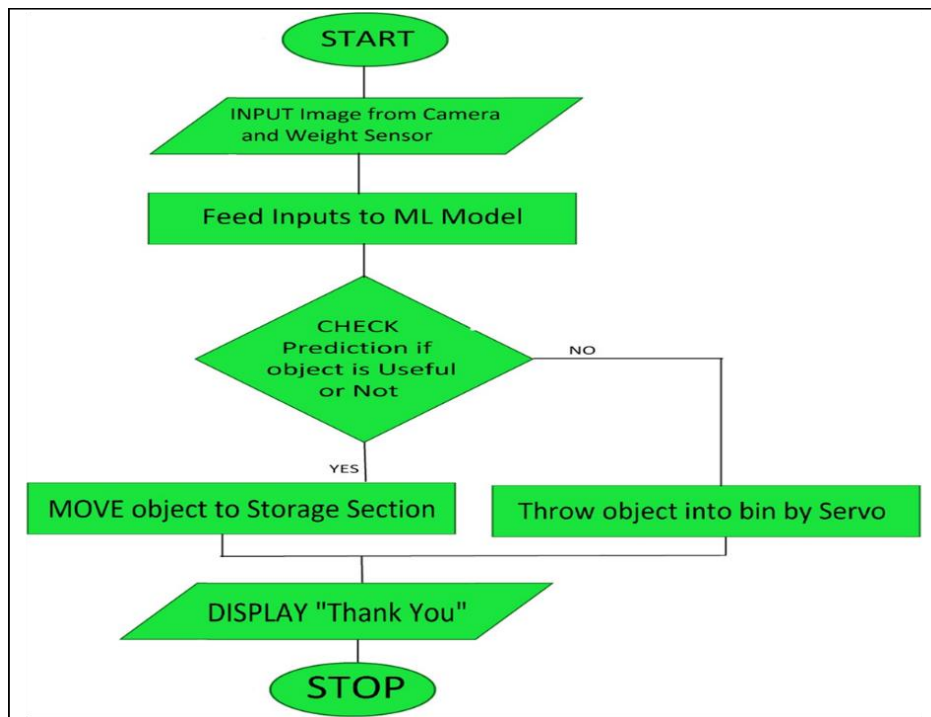 START
INPUT Image from Camera
and Weight Sensor
Feed Inputs to ML Model
CHECK
Prediction if
object is Useful
or Not
NO
YES
MOVE object to Storage Section
Throw object into bin by Servo
DISPLAY "Thank You"
STOP